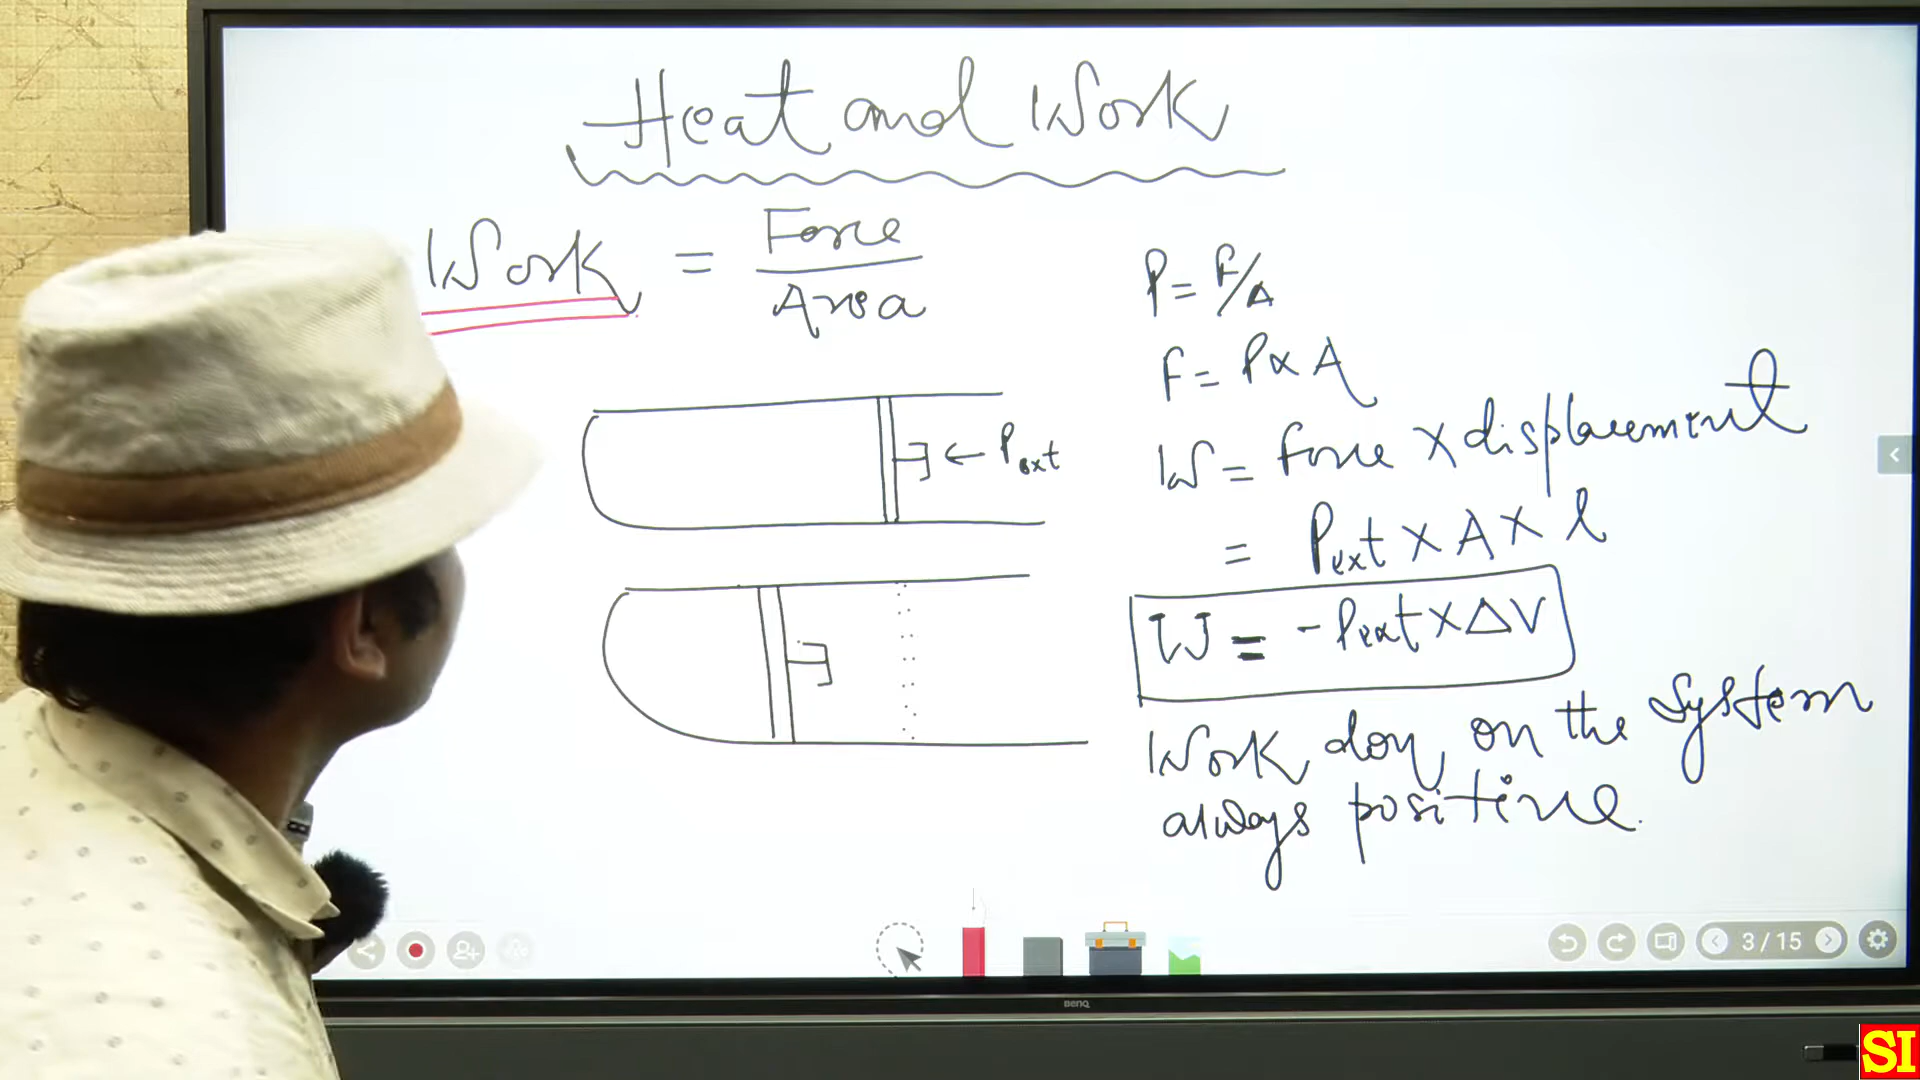 Heat and Work
Work = Force
Area
P = F/A
F = P x A
W = Force X displacement
= Pext X A X l
W = -Pext X ΔV
Work doy on the System
always positive.
← Pext
3 / 15
BenQ
SI